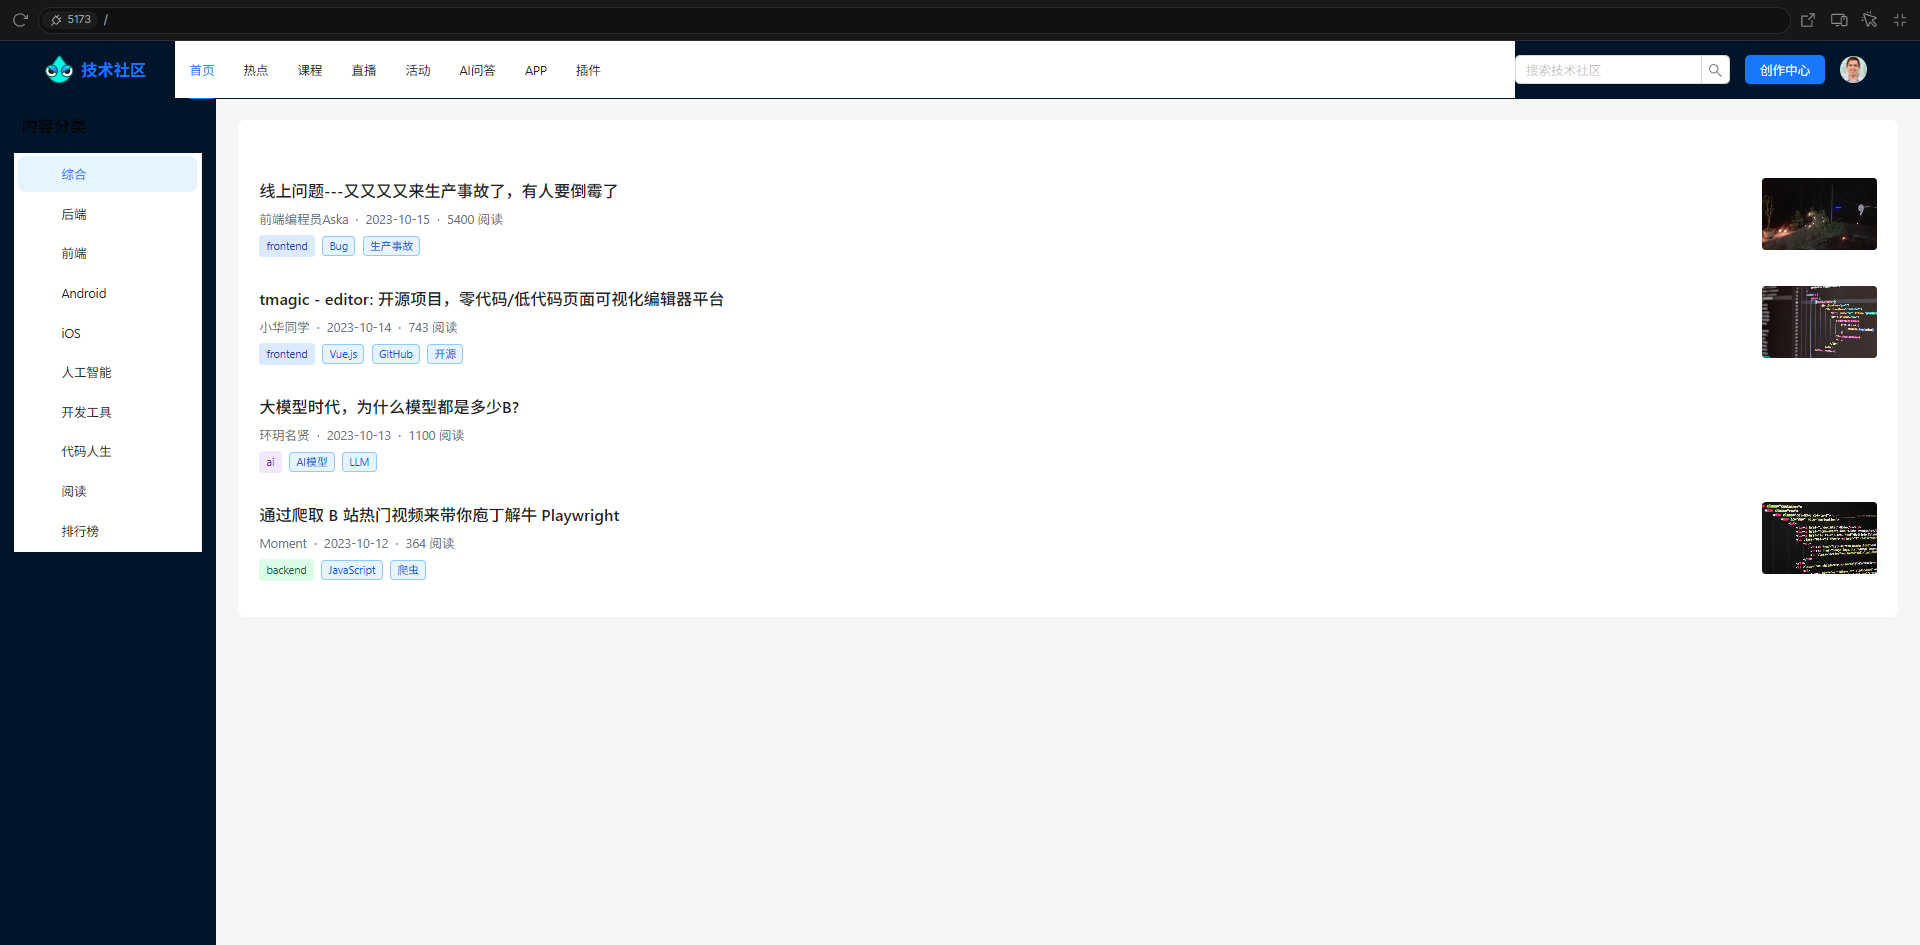 5173 /
技术社区 首页 热点 课程 直播 活动 AI问答 APP 插件 搜索技术社区 创作中心
内容分类
综合
后端
前端
Android
iOS
人工智能
开发工具
代码人生
阅读
排行榜
线上问题---又又又又来生产事故了，有人要倒霉了
前端编程员Aska · 2023-10-15 · 5400 阅读
frontend Bug 生产事故
tmagic - editor: 开源项目，零代码/低代码页面可视化编辑器平台
小华同学 · 2023-10-14 · 743 阅读
frontend Vue.js GitHub 开源
大模型时代，为什么模型都是多少B?
环玥名贤 · 2023-10-13 · 1100 阅读
ai AI模型 LLM
通过爬取 B 站热门视频来带你庖丁解牛 Playwright
Moment · 2023-10-12 · 364 阅读
backend JavaScript 爬虫